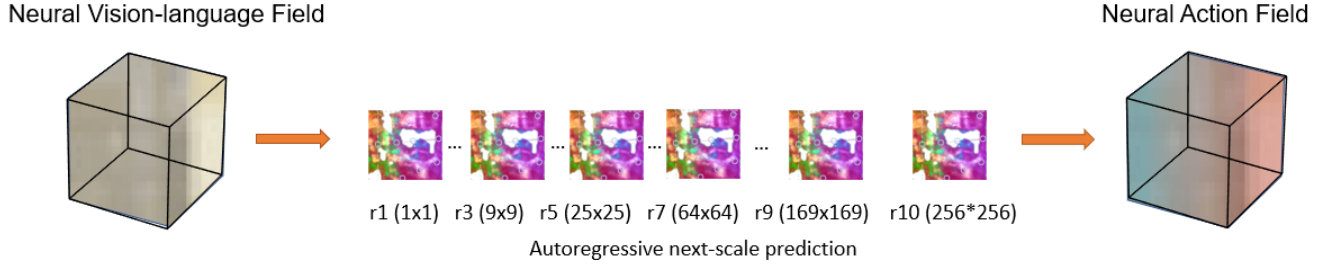 Neural Vision-language Field
Neural Action Field
... ... ... ...
r1 (1x1) r3 (9x9) r5 (25x25) r7 (64x64) r9 (169x169) r10 (256*256)
Autoregressive next-scale prediction